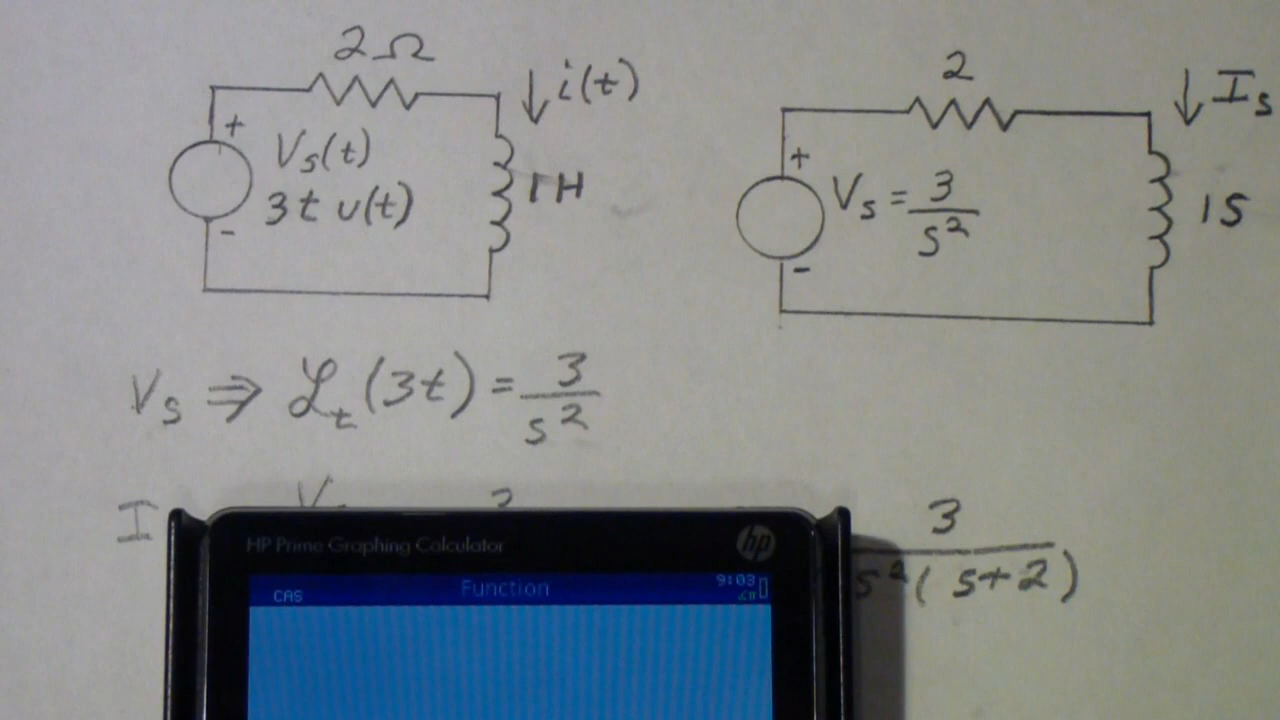 2Ω
i(t)
+
Vs(t)
3t u(t)
-
1H
2
Is
+
Vs = 3/s²
-
1S
Vs ⇒ ℒt(3t) = 3/s²
I
3/s²(s+2)
HP Prime Graphing Calculator
hp
CAS
Function
9:03